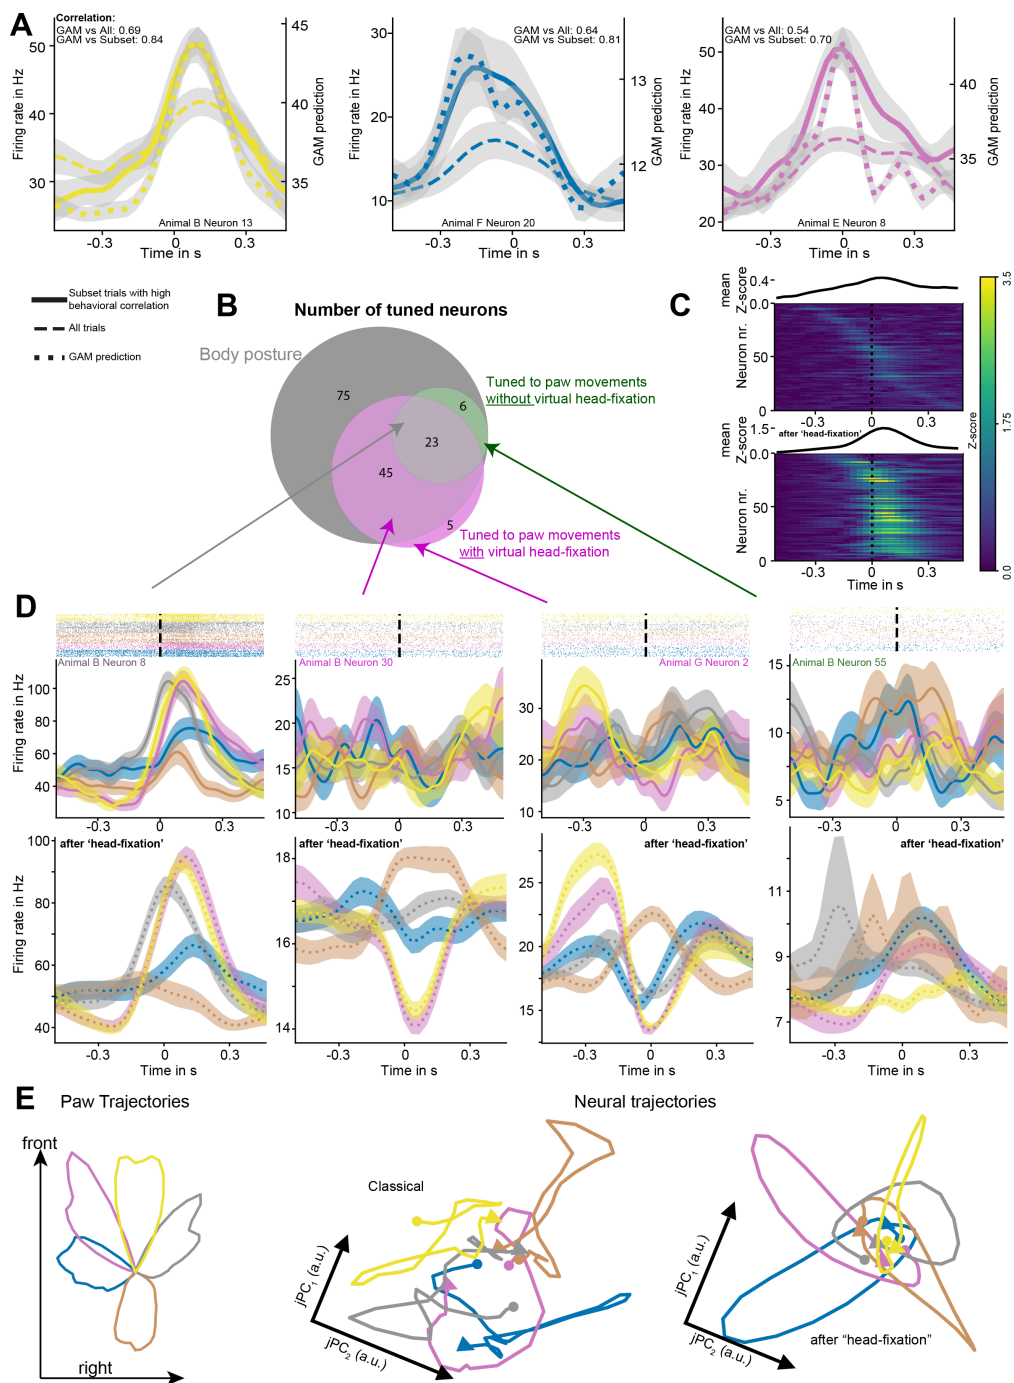 A
Correlation:
GAM vs All: 0.69
GAM vs Subset: 0.84
50
40
30
Firing rate in Hz
45
40
35
GAM prediction
Animal B Neuron 13
-0.3
0
0.3
Time in s
GAM vs All: 0.64
GAM vs Subset: 0.81
30
20
10
Firing rate in Hz
13
12
GAM prediction
Animal F Neuron 20
-0.3
0
0.3
Time in s
GAM vs All: 0.54
GAM vs Subset: 0.70
50
40
30
20
Firing rate in Hz
40
35
GAM prediction
Animal E Neuron 8
-0.3
0
0.3
Time in s
Subset trials with high
behavioral correlation
All trials
GAM prediction
B
Number of tuned neurons
Body posture
75
6
23
45
5
Tuned to paw movements
without virtual head-fixation
Tuned to paw movements
with virtual head-fixation
C
mean
Z-score
0.4
0.0
Neuron nr.
50
0
-0.3
0
0.3
after 'head-fixation'
mean
Z-score
1.5
0.0
Neuron nr.
50
0
-0.3
0
0.3
Time in s
3.5
1.75
0.0
Z-score
D
Animal B Neuron 8
Firing rate in Hz
100
80
60
40
-0.3
0
0.3
Animal B Neuron 30
25
20
15
10
-0.3
0
0.3
Animal G Neuron 2
30
20
10
-0.3
0
0.3
Animal B Neuron 55
15
10
5
-0.3
0
0.3
after 'head-fixation'
Firing rate in Hz
100
80
60
40
-0.3
0
0.3
Time in s
after 'head-fixation'
18
16
14
-0.3
0
0.3
Time in s
after 'head-fixation'
25
20
15
-0.3
0
0.3
Time in s
after 'head-fixation'
11
9
7
-0.3
0
0.3
Time in s
E
Paw Trajectories
Neural trajectories
front
right
Classical
jPC1 (a.u.)
jPC2 (a.u.)
jPC1 (a.u.)
jPC2 (a.u.)
after "head-fixation"